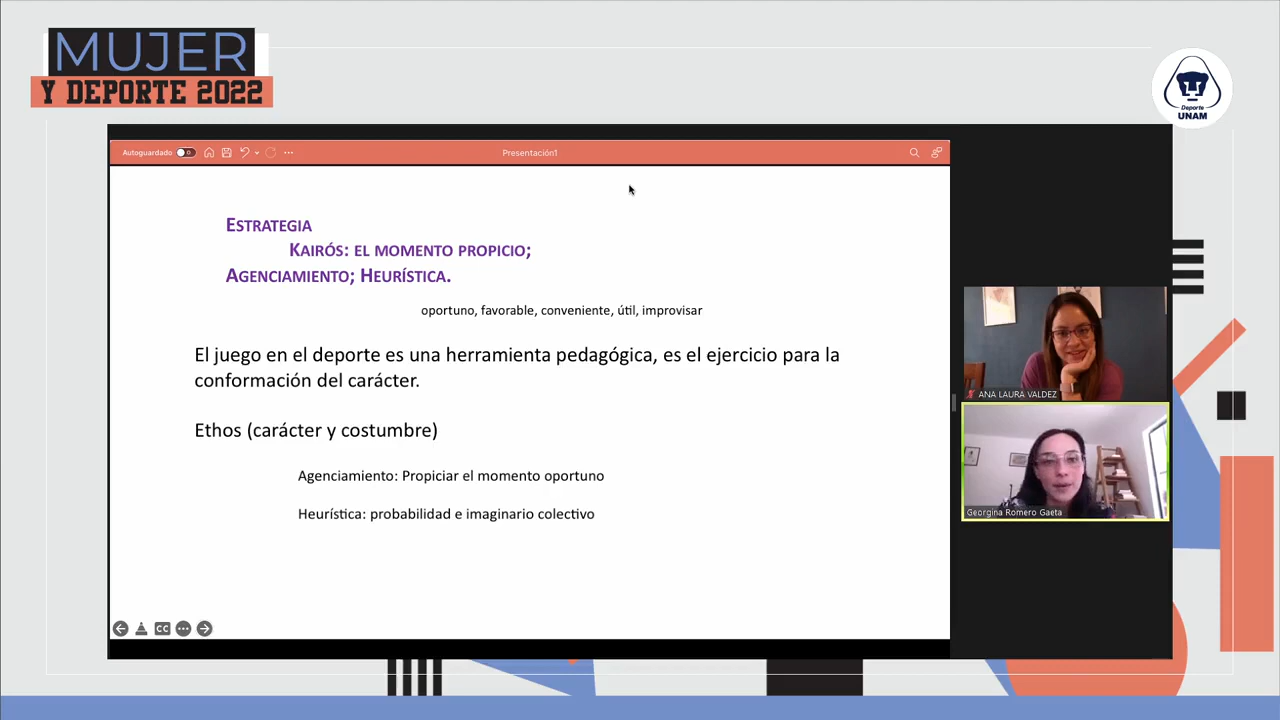 MUJER
Y DEPORTE 2022
Deporte
UNAM
Autoguardado
Presentación1
ESTRATEGIA
KAIRÓS: EL MOMENTO PROPICIO;
AGENCIAMIENTO; HEURÍSTICA.
oportuno, favorable, conveniente, útil, improvisar
El juego en el deporte es una herramienta pedagógica, es el ejercicio para la
conformación del carácter.
Ethos (carácter y costumbre)
Agenciamiento: Propiciar el momento oportuno
Heurística: probabilidad e imaginario colectivo
CC
ANA LAURA VALDEZ
Georgina Romero Gaeta